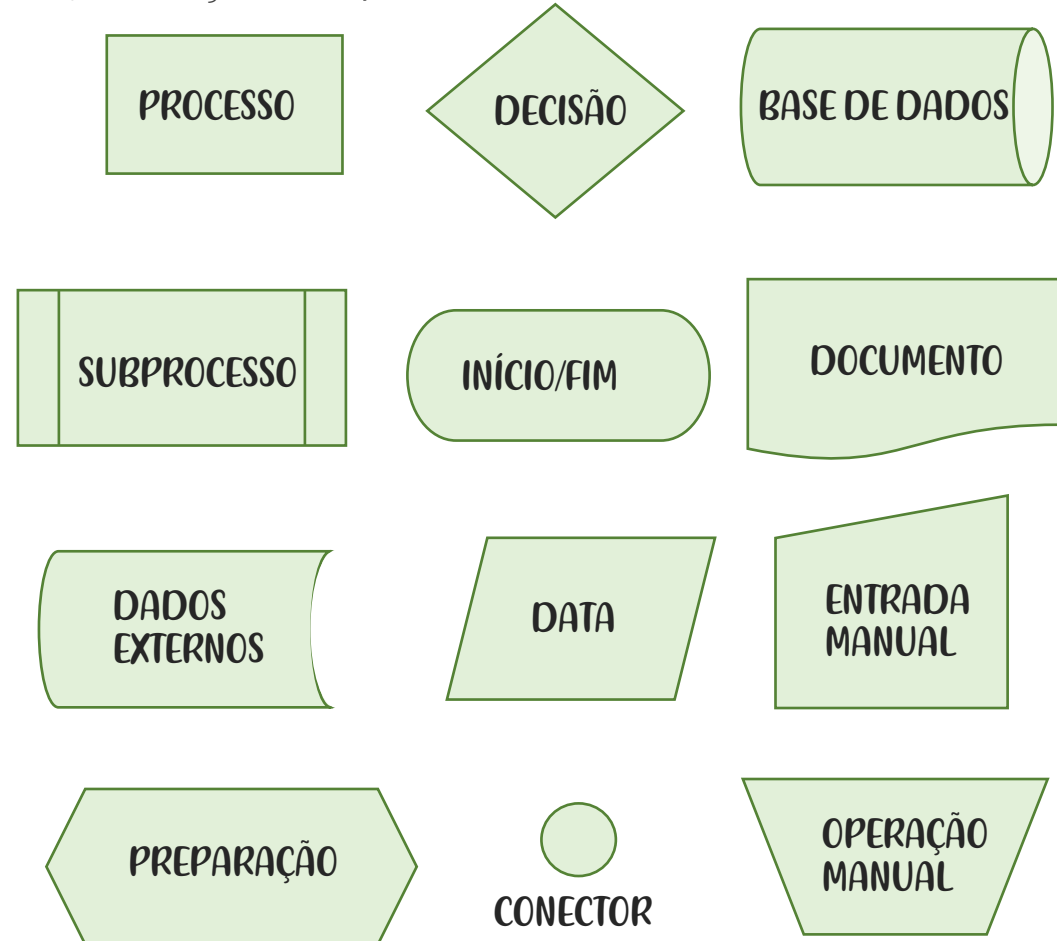 PROCESSO
DECISÃO
BASE DE DADOS
SUBPROCESSO
INÍCIO/FIM
DOCUMENTO
DADOS
EXTERNOS
DATA
ENTRADA
MANUAL
PREPARAÇÃO
CONECTOR
OPERAÇÃO
MANUAL